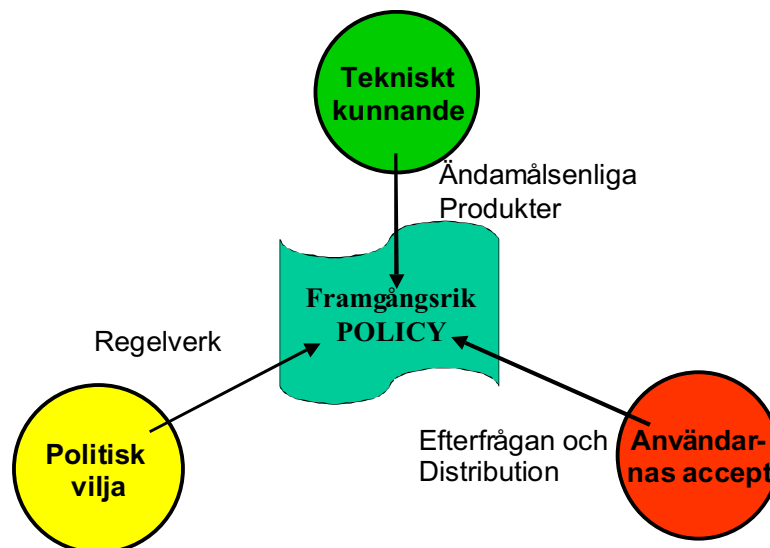 Tekniskt
kunnande
Ändamålsenliga
Produkter
Framgångsrik
POLICY
Regelverk
Politisk
vilja
Efterfrågan och
Distribution
Användar-
nas accept